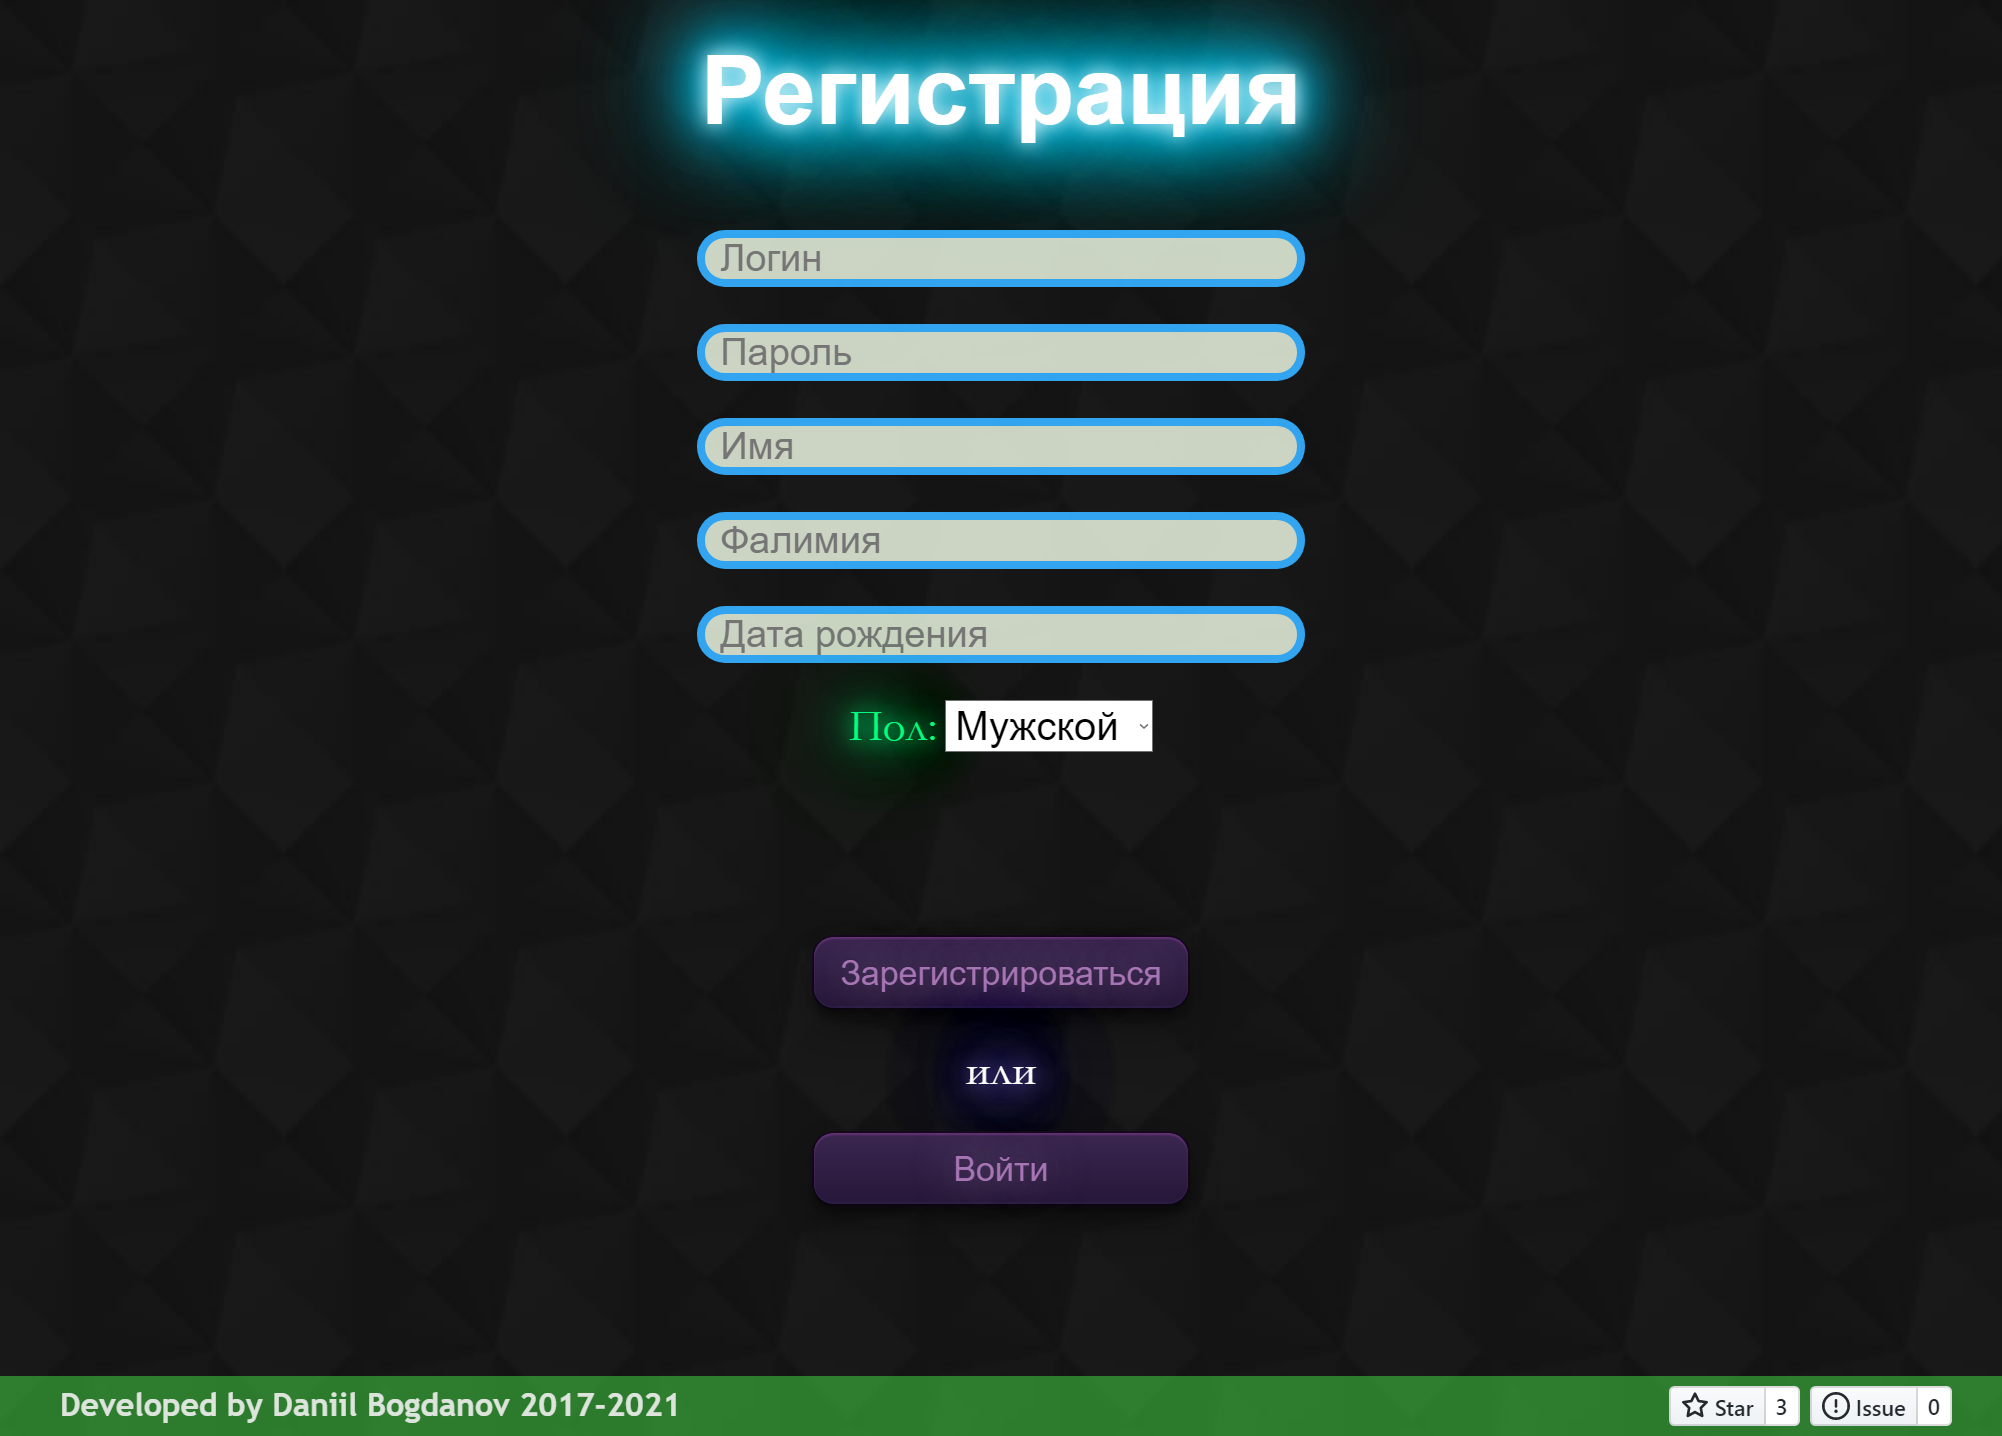 Регистрация
Логин
Пароль
Имя
Фалимия
Дата рождения
Пол: Мужской
Зарегистрироваться
или
Войти
Developed by Daniil Bogdanov 2017-2021
Star 3 Issue 0